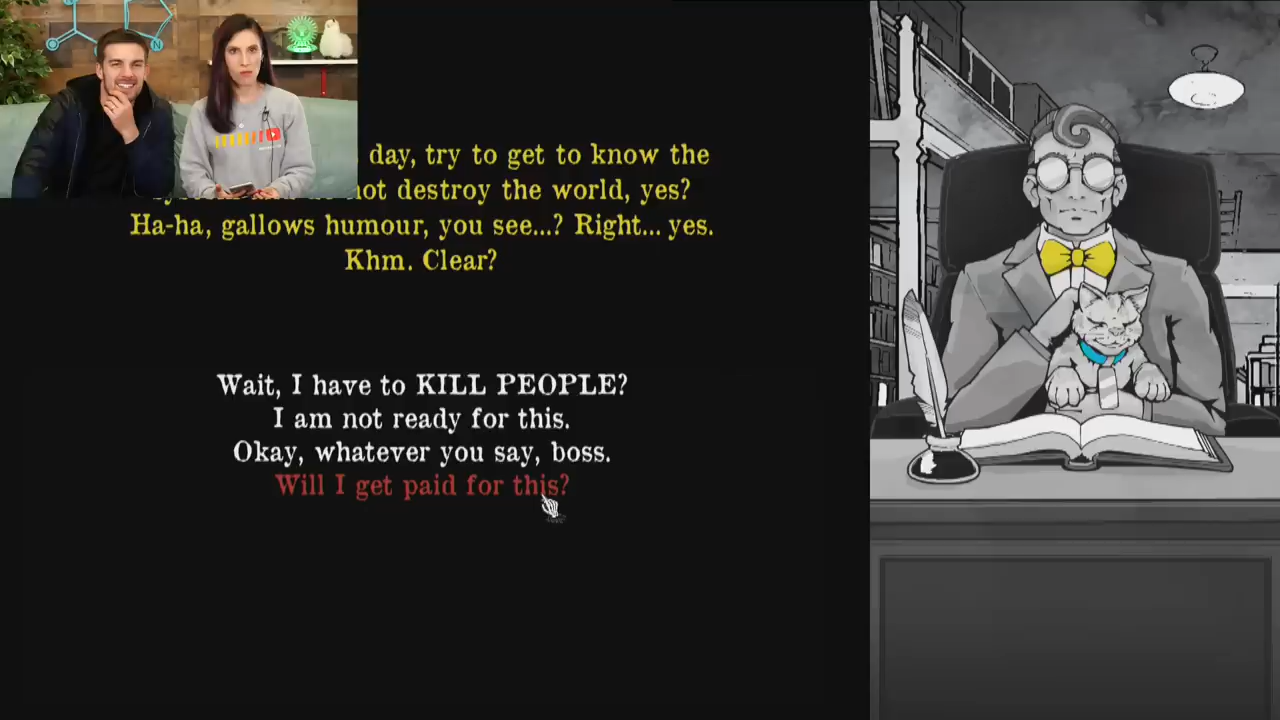 day, try to get to know the
not destroy the world, yes?
Ha-ha, gallows humour, you see...? Right... yes.
Khm. Clear?
Wait, I have to KILL PEOPLE?
I am not ready for this.
Okay, whatever you say, boss.
Will I get paid for this?